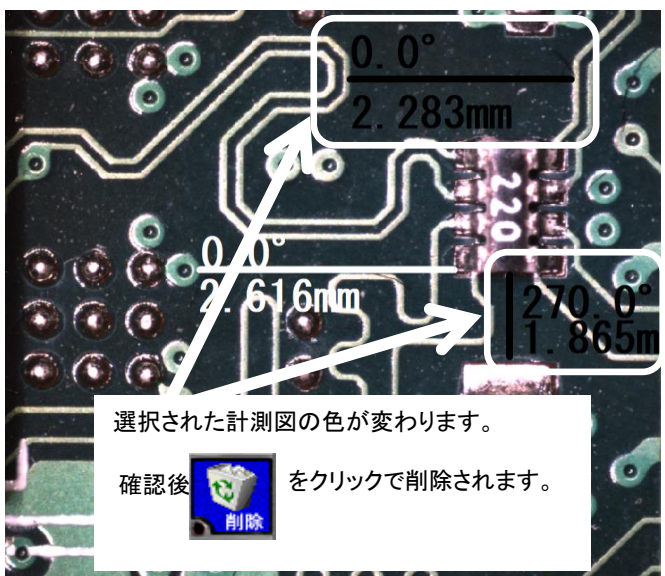 0.0°
2.283mm
220
0.0°
2.616mm
270.0°
1.865m
選択された計測図の色が変わります。
確認後 削除 をクリックで削除されます。